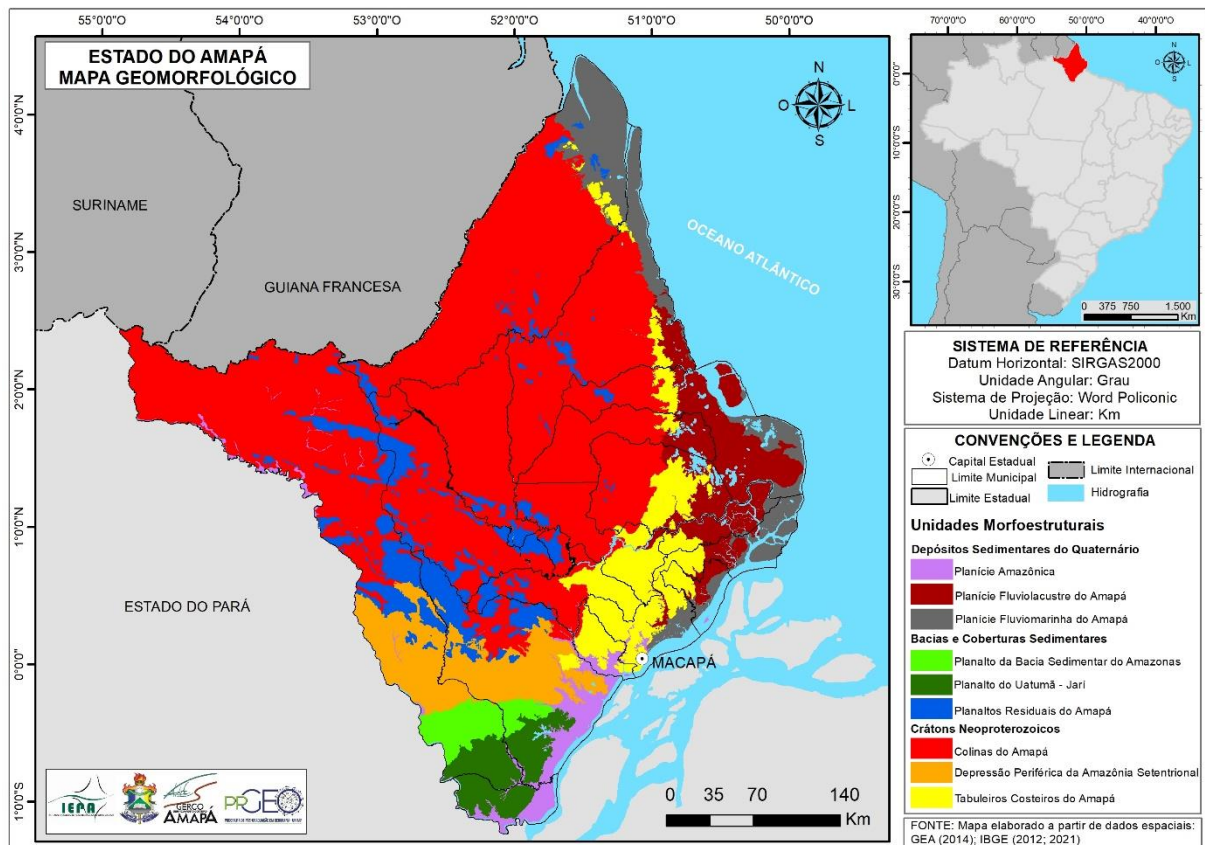 ESTADO DO AMAPÁ
MAPA GEOMORFOLÓGICO
55°0'0"O
54°0'0"O
53°0'0"O
52°0'0"O
51°0'0"O
50°0'0"O
4°0'0"N
3°0'0"N
2°0'0"N
1°0'0"N
0°0'0"
1°0'0"S
N
O
L
S
SURINAME
GUIANA FRANCESA
OCEANO ATLÂNTICO
ESTADO DO PARÁ
MACAPÁ
0 35 70 140
Km
IEPA
GERCO
AMAPÁ
PRGEO
70°0'0"O
60°0'0"O
50°0'0"O
40°0'0"O
0°0'0"
10°0'0"S
20°0'0"S
30°0'0"S
N
O
L
S
0 375 750 1.500
Km
SISTEMA DE REFERÊNCIA
Datum Horizontal: SIRGAS2000
Unidade Angular: Grau
Sistema de Projeção: Word Policonic
Unidade Linear: Km
CONVENÇÕES E LEGENDA
Capital Estadual
Limite Municipal
Limite Estadual
Limite Internacional
Hidrografia
Unidades Morfoestruturais
Depósitos Sedimentares do Quaternário
Planície Amazônica
Planície Fluviolacustre do Amapá
Planície Fluviomarinha do Amapá
Bacias e Coberturas Sedimentares
Planalto da Bacia Sedimentar do Amazonas
Planalto do Uatumã - Jari
Planaltos Residuais do Amapá
Crátons Neoproterozoicos
Colinas do Amapá
Depressão Periférica da Amazônia Setentrional
Tabuleiros Costeiros do Amapá
FONTE: Mapa elaborado a partir de dados espaciais:
GEA (2014); IBGE (2012; 2021)